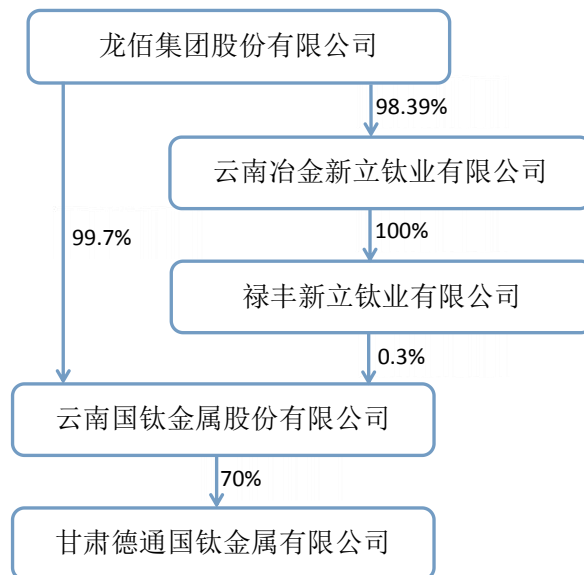 龙佰集团股份有限公司
98.39%
云南冶金新立钛业有限公司
99.7%
100%
禄丰新立钛业有限公司
0.3%
云南国钛金属股份有限公司
70%
甘肃德通国钛金属有限公司